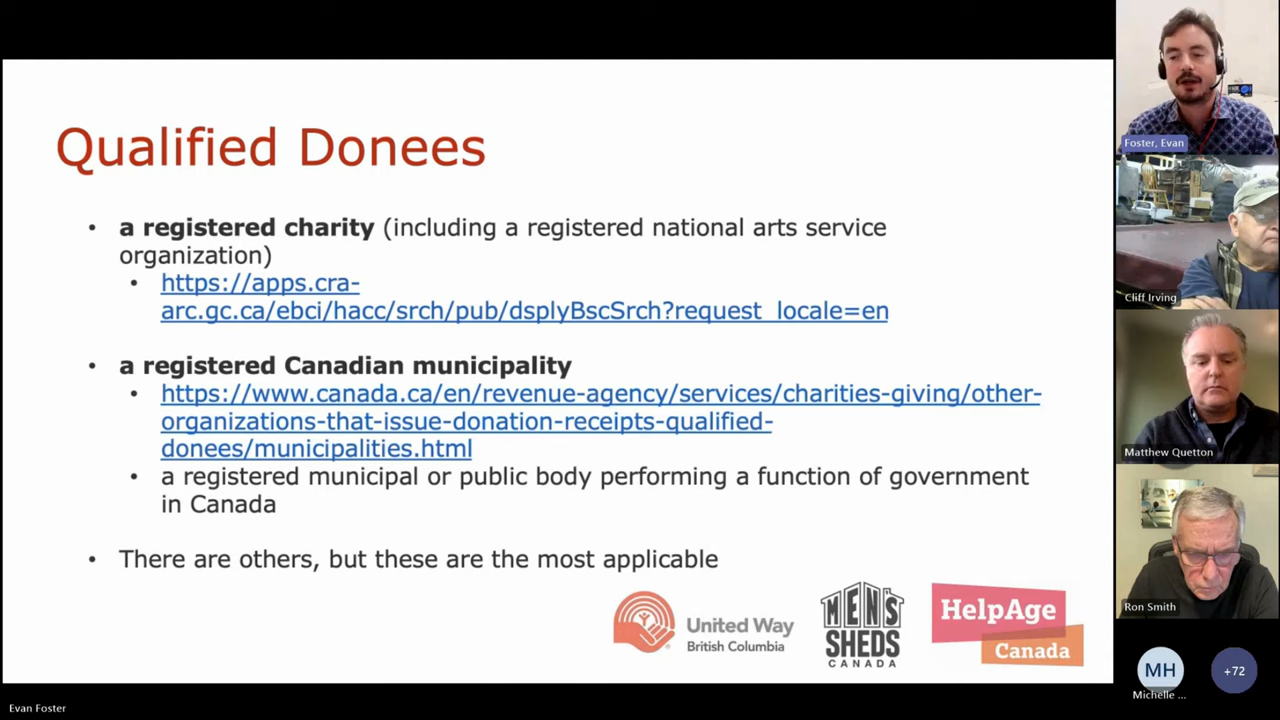 Qualified Donees
• a registered charity (including a registered national arts service
organization)
• https://apps.cra-
arc.gc.ca/ebci/hacc/srch/pub/dsplyBscSrch?request_locale=en
• a registered Canadian municipality
• https://www.canada.ca/en/revenue-agency/services/charities-giving/other-
organizations-that-issue-donation-receipts-qualified-
donees/municipalities.html
• a registered municipal or public body performing a function of government
in Canada
• There are others, but these are the most applicable
United Way
British Columbia
MEN'S
SHEDS
CANADA
HelpAge
Canada
Foster, Evan
Cliff Irving
Matthew Quetton
Ron Smith
MH
Michelle ...
+72
Evan Foster